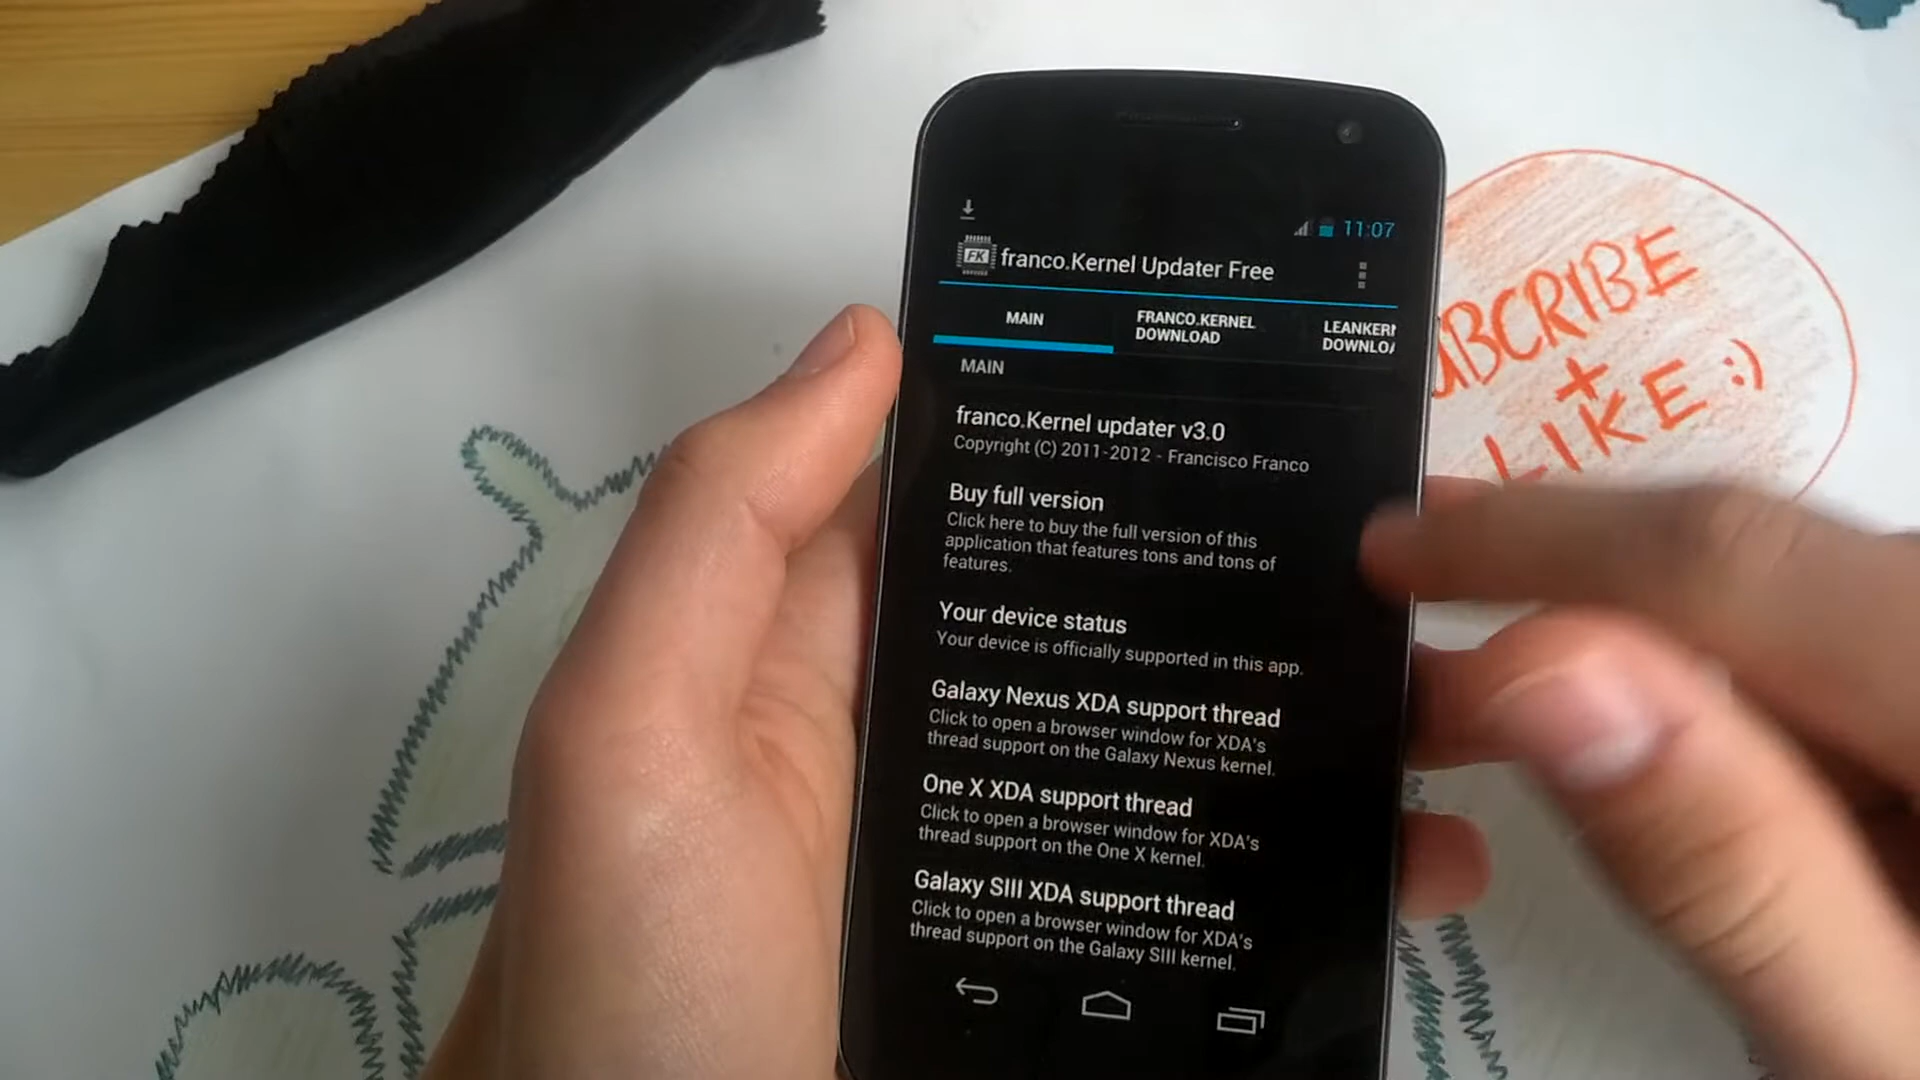 11:07
FK franco.Kernel Updater Free
MAIN
FRANCO.KERNEL
DOWNLOAD
MAIN
franco.Kernel updater v3.0
Copyright (C) 2011-2012 - Francisco Franco
Buy full version
Click here to buy the full version of this
application that features tons and tons of
features.
Your device status
Your device is officially supported in this app.
Galaxy Nexus XDA support thread
Click to open a browser window for XDA's
thread support on the Galaxy Nexus kernel.
One X XDA support thread
Click to open a browser window for XDA's
thread support on the One X kernel.
Galaxy SIII XDA support thread
Click to open a browser window for XDA's
thread support on the Galaxy SIII kernel.
+
LIKE :)